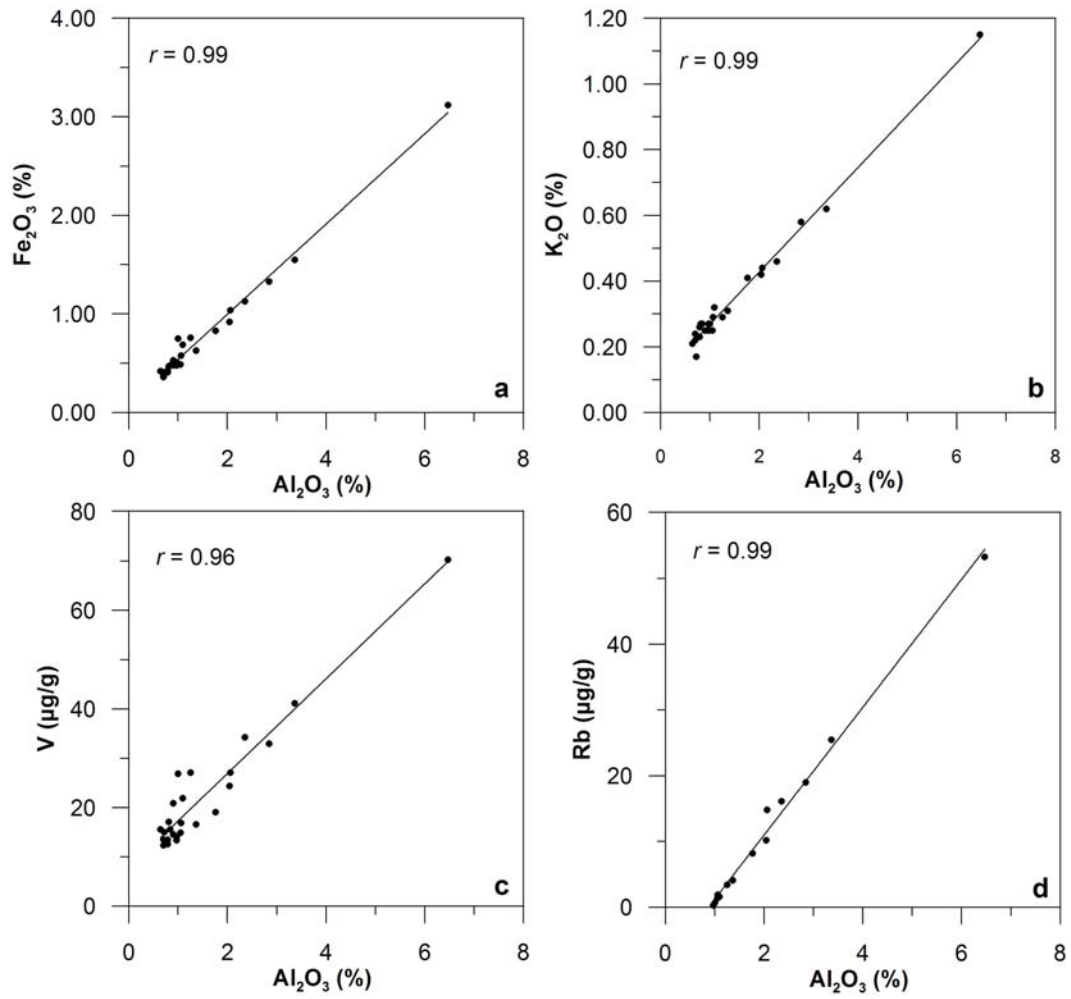 4.00
3.00
2.00
1.00
0.00
Fe₂O₃ (%)
r = 0.99
a
0 2 4 6 8
Al₂O₃ (%)
1.20
1.00
0.80
0.60
0.40
0.20
0.00
K₂O (%)
r = 0.99
b
0 2 4 6 8
Al₂O₃ (%)
80
60
40
20
0
V (µg/g)
r = 0.96
c
0 2 4 6 8
Al₂O₃ (%)
60
40
20
0
Rb (µg/g)
r = 0.99
d
0 2 4 6 8
Al₂O₃ (%)